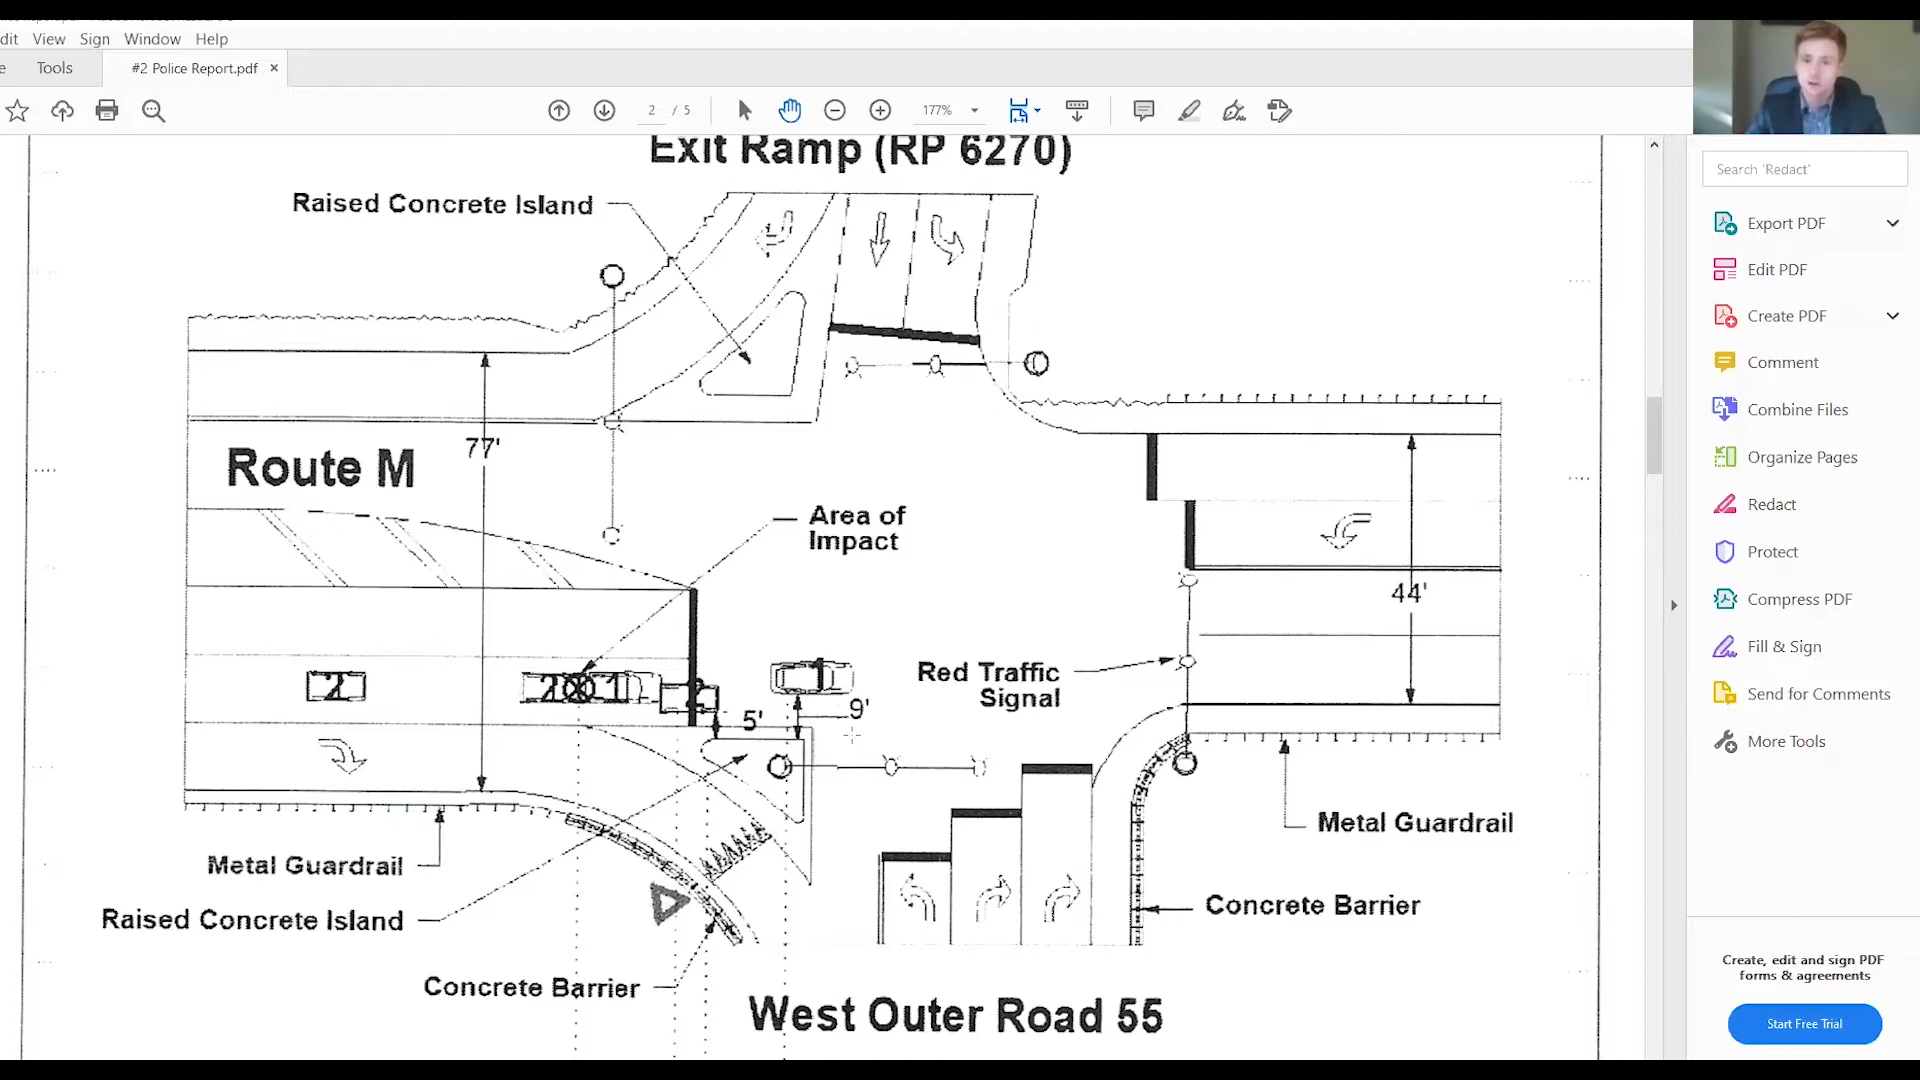 dit View Sign Window Help
e Tools #2 Police Report.pdf ×
2 / 5 177%
Exit Ramp (RP 6270)
Raised Concrete Island
77'
Route M
Area of
Impact
44'
2 2 1
Red Traffic
Signal
5' 9'
Metal Guardrail
Metal Guardrail
Raised Concrete Island
Concrete Barrier
Concrete Barrier
West Outer Road 55
Search 'Redact'
Export PDF
Edit PDF
Create PDF
Comment
Combine Files
Organize Pages
Redact
Protect
Compress PDF
Fill & Sign
Send for Comments
More Tools
Create, edit and sign PDF
forms & agreements
Start Free Trial